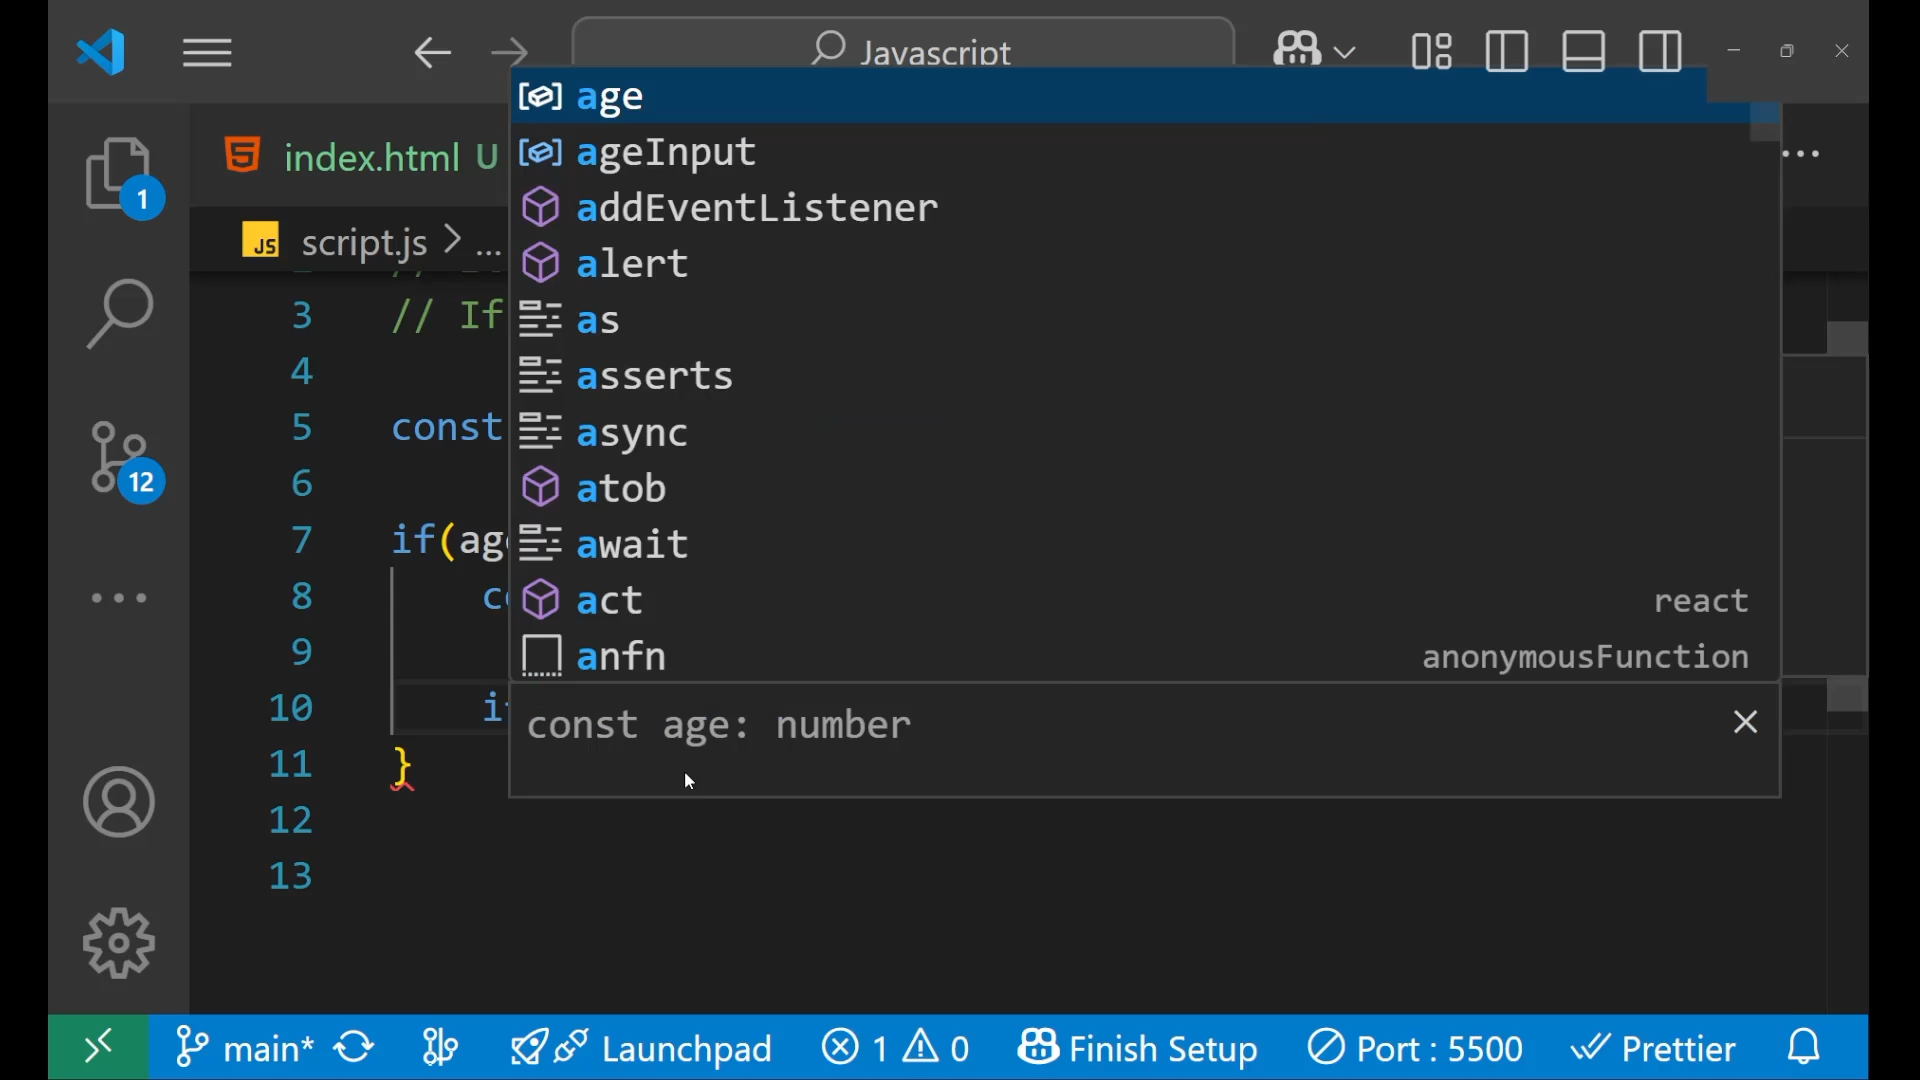 Javascript
index.html U
JS script.js > ...
age
ageInput
addEventListener
alert
as
asserts
async
atob
await
act react
anfn anonymousFunction
const age: number
3 // If
4
5 const
6
7 if(ag
8
9
10
11 }
12
13
1
12
main* Launchpad 1 0 Finish Setup Port : 5500 Prettier